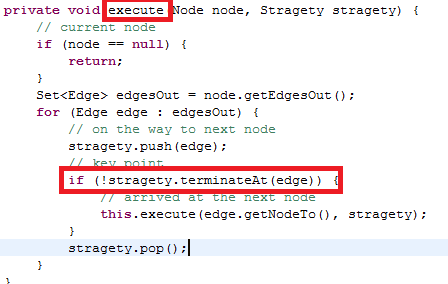 private void execute(Node node, Stragety stragety) {
// current node
if (node == null) {
return;
}
Set<Edge> edgesOut = node.getEdgesOut();
for (Edge edge : edgesOut) {
// on the way to next node
stragety.push(edge);
// key point
if (!stragety.terminateAt(edge)) {
// arrived at the next node
this.execute(edge.getNodeTo(), stragety);
}
stragety.pop();
}
}